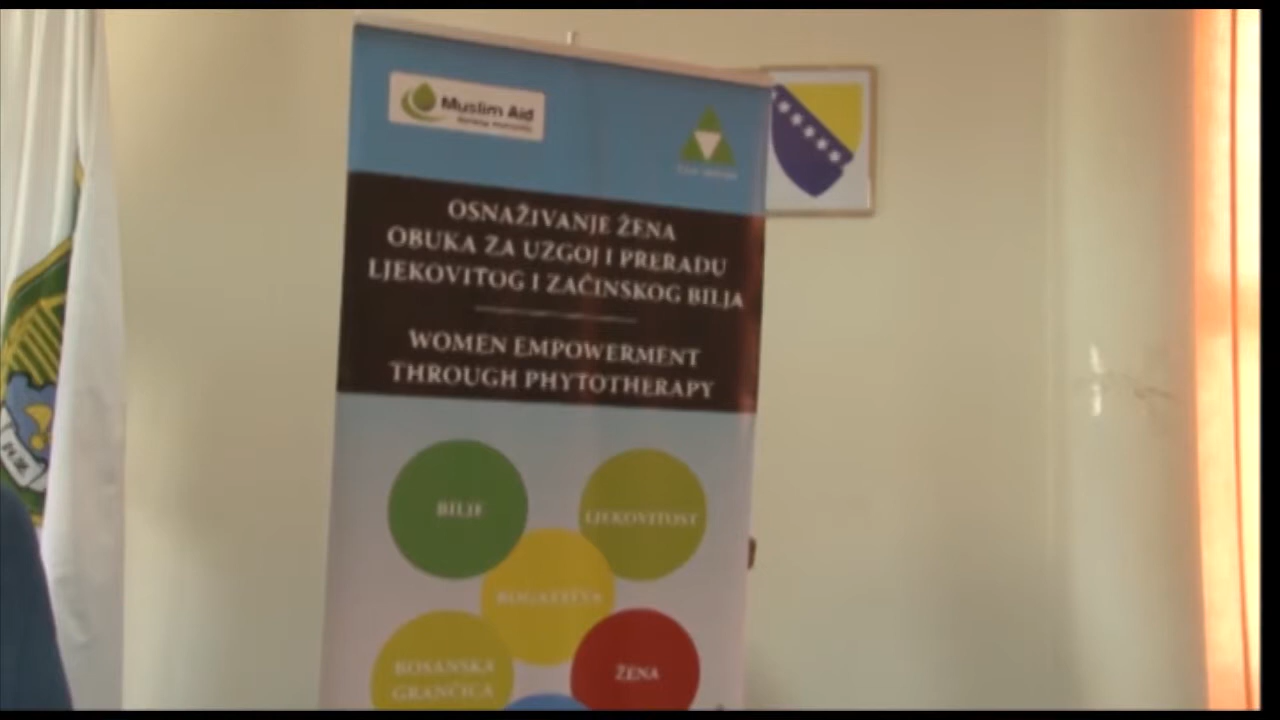 Muslim Aid
OSNAŽIVANJE ŽENA
OBUKA ZA UZGOJ I PRERADU
LJEKOVITOG I ZAČINSKOG BILJA
WOMEN EMPOWERMENT
THROUGH PHYTOTHERAPY
BILJE
LJEKOVITOST
BOGATSTVA
BOSANSKA
GRANČICA
ŽENA